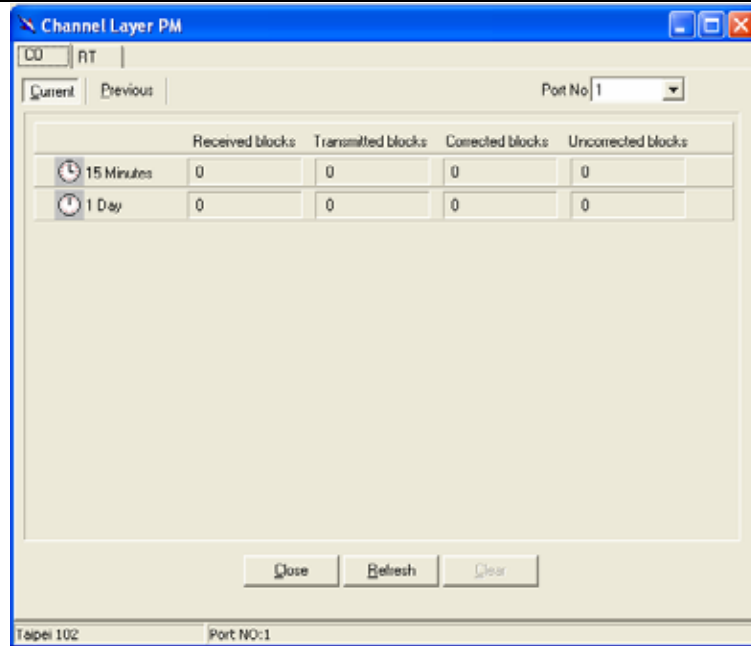 Channel Layer PM
CO RT
Current Previous Port No 1
Received blocks Transmitted blocks Corrected blocks Uncorrected blocks
15 Minutes 0 0 0 0
1 Day 0 0 0 0
Close Refresh Clear
Taipei 102 Port NO:1